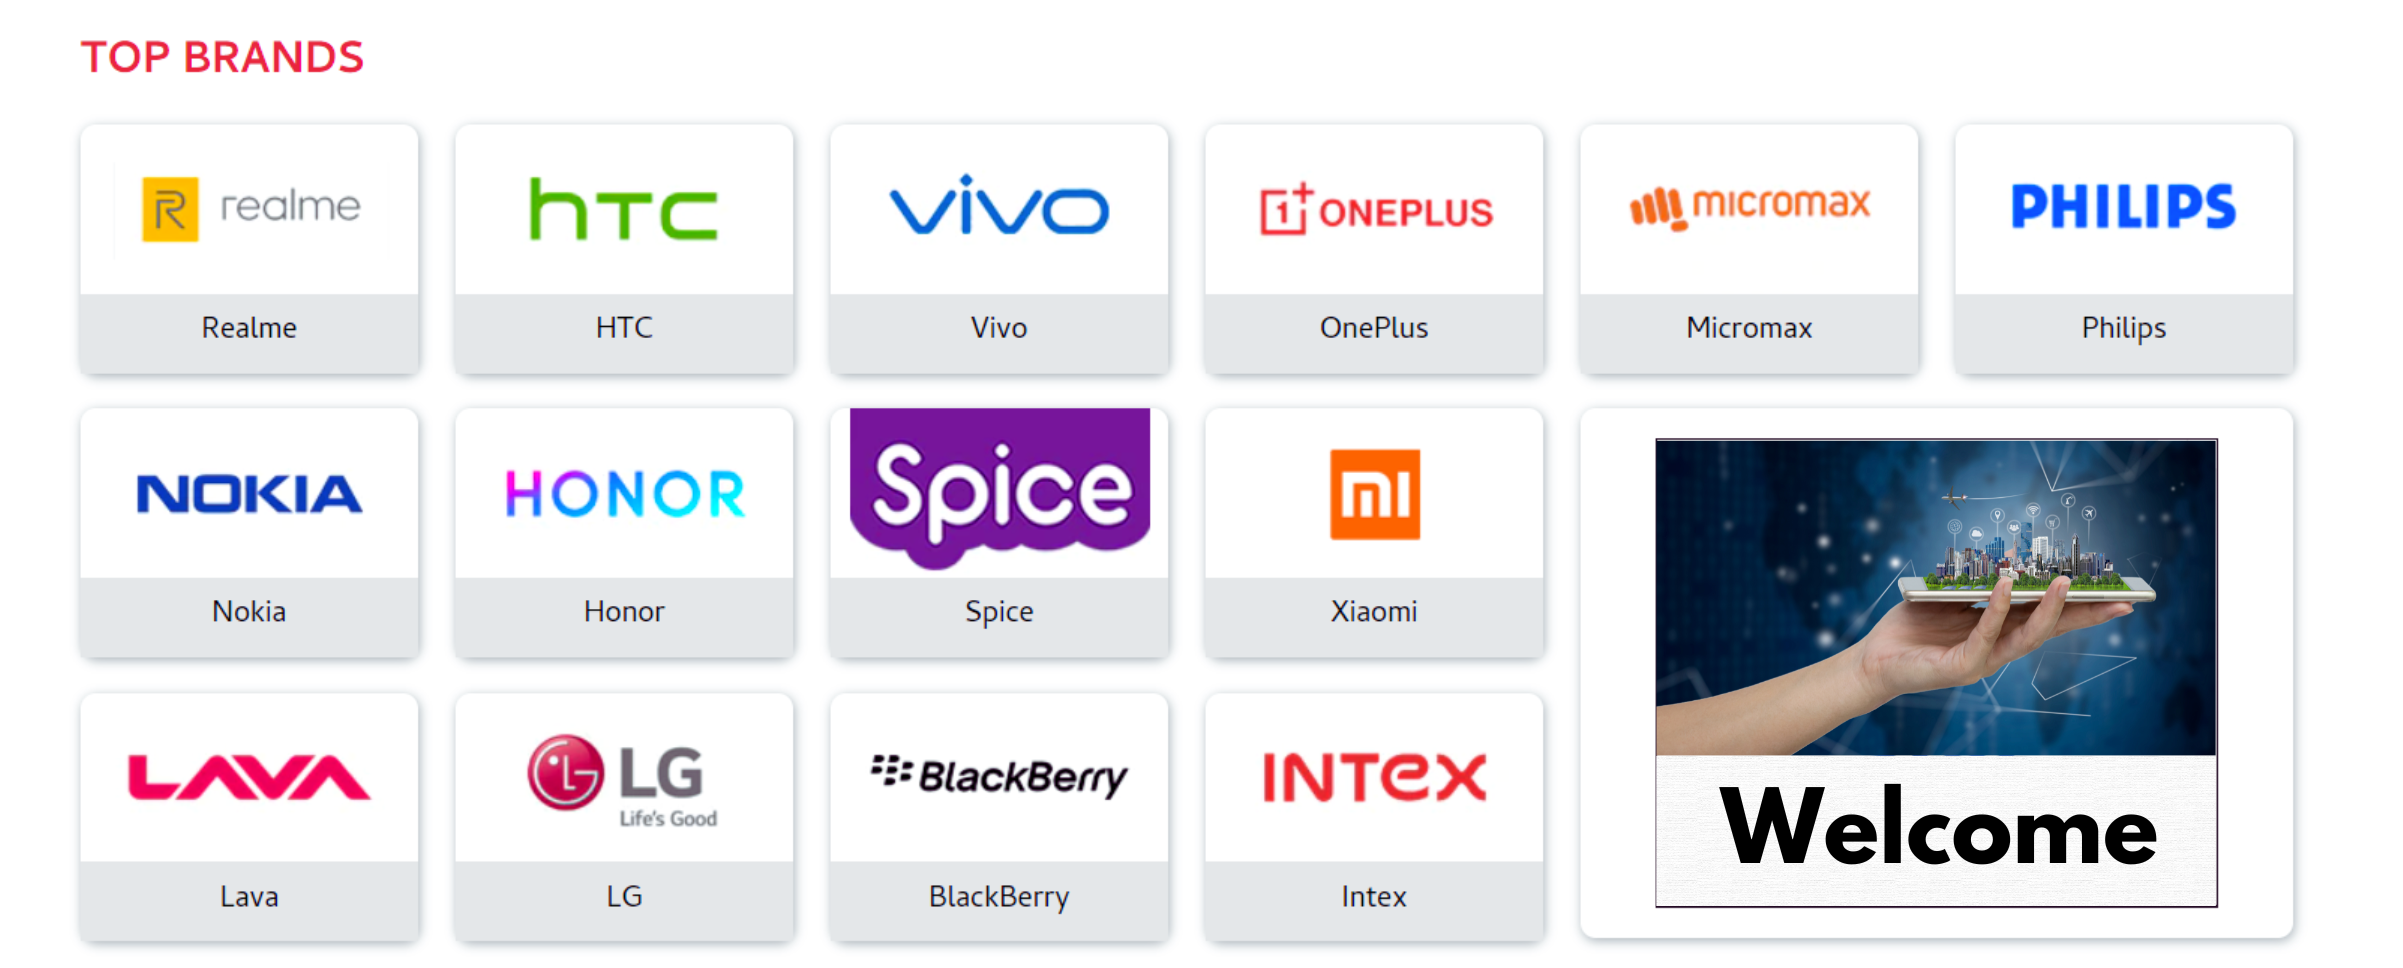 TOP BRANDS
realme
Realme
hTC
HTC
vivo
Vivo
1+ ONEPLUS
OnePlus
micromax
Micromax
PHILIPS
Philips
NOKIA
Nokia
HONOR
Honor
Spice
Spice
mi
Xiaomi
Welcome
LAVA
Lava
LG
Life's Good
LG
BlackBerry
BlackBerry
INTEX
Intex